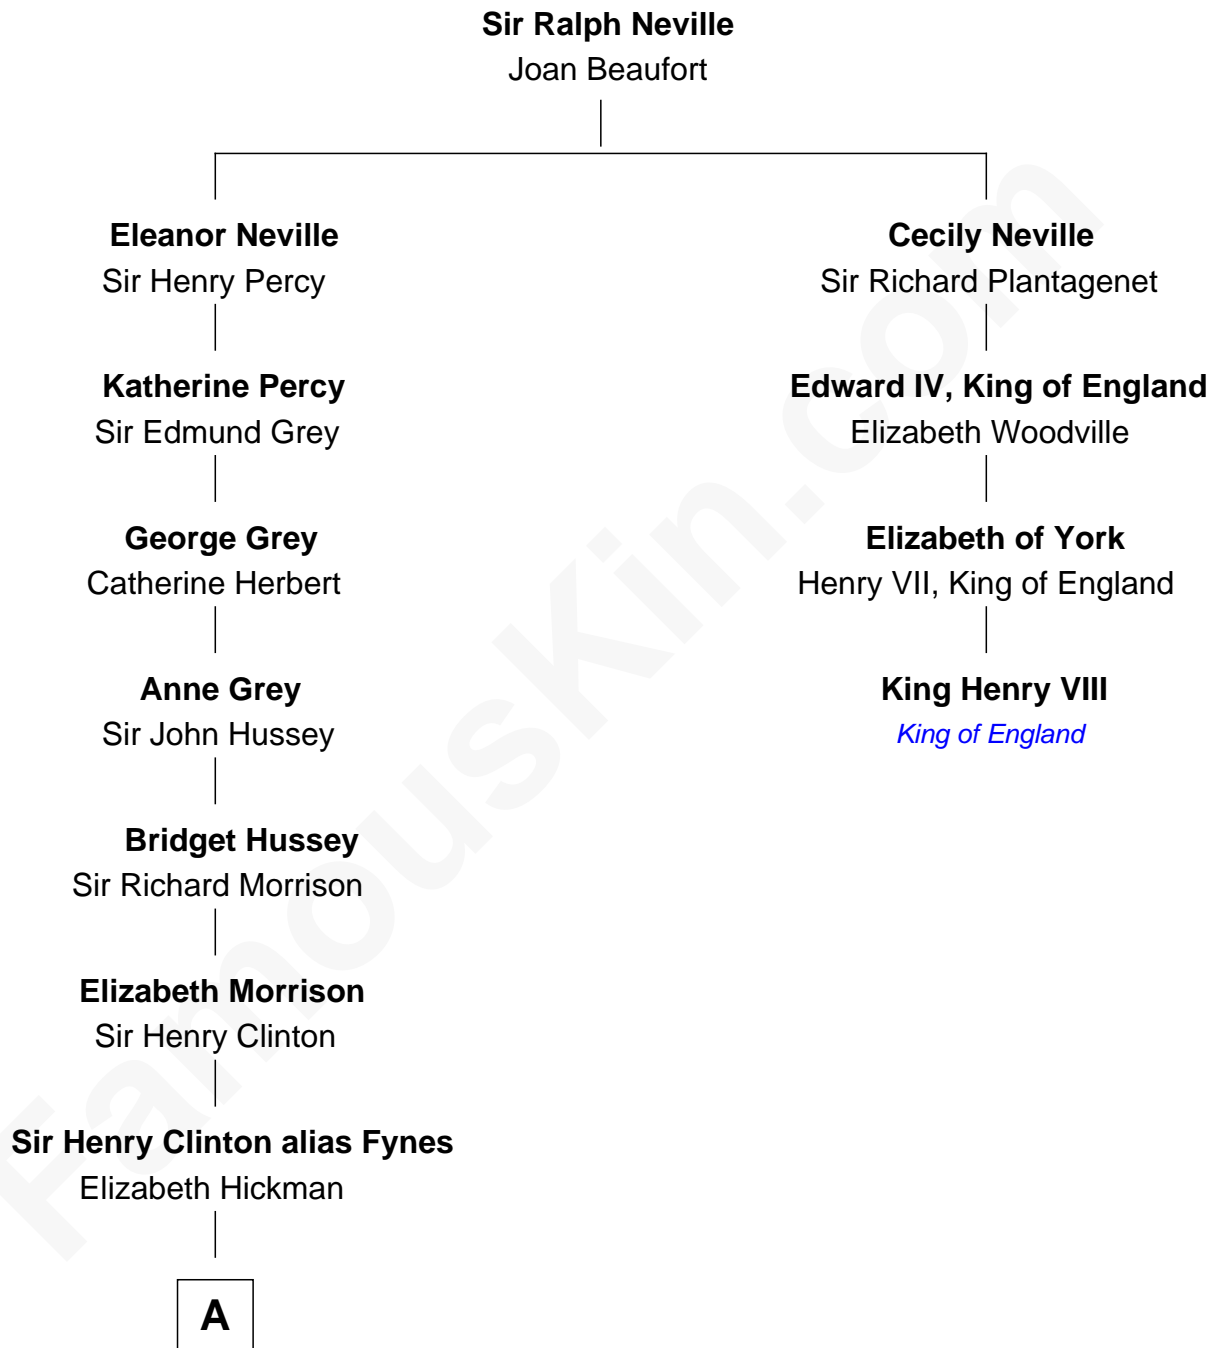 Sir Ralph Neville
Joan Beaufort
Eleanor Neville
Sir Henry Percy
Cecily Neville
Sir Richard Plantagenet
Katherine Percy
Sir Edmund Grey
Edward IV, King of England
Elizabeth Woodville
George Grey
Catherine Herbert
Elizabeth of York
Henry VII, King of England
Anne Grey
Sir John Hussey
King Henry VIII
King of England
Bridget Hussey
Sir Richard Morrison
Elizabeth Morrison
Sir Henry Clinton
Sir Henry Clinton alias Fynes
Elizabeth Hickman
A
FamousKin.com